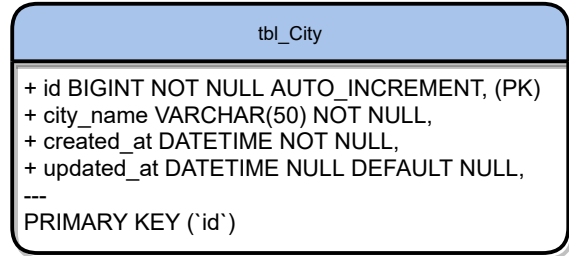 tbl_City
+ id BIGINT NOT NULL AUTO_INCREMENT, (PK)
+ city_name VARCHAR(50) NOT NULL,
+ created_at DATETIME NOT NULL,
+ updated_at DATETIME NULL DEFAULT NULL,
---
PRIMARY KEY (`id`)